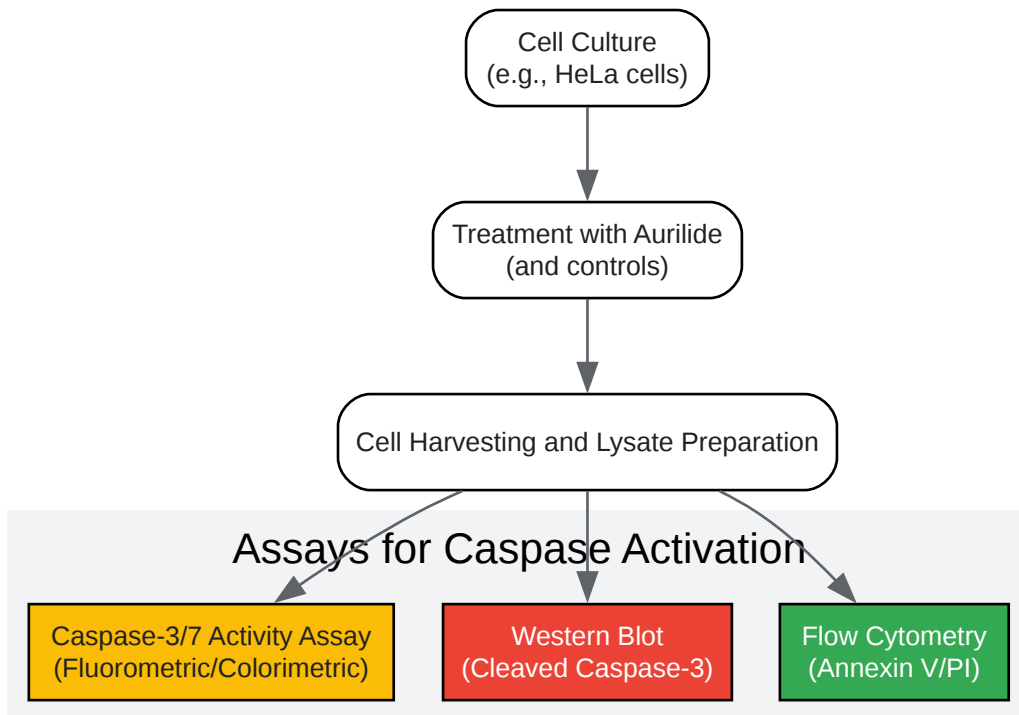 Cell Culture
(e.g., HeLa cells)
Treatment with Aurilide
(and controls)
Cell Harvesting and Lysate Preparation
Assays for Caspase Activation
Caspase-3/7 Activity Assay
(Fluorometric/Colorimetric)
Western Blot
(Cleaved Caspase-3)
Flow Cytometry
(Annexin V/PI)